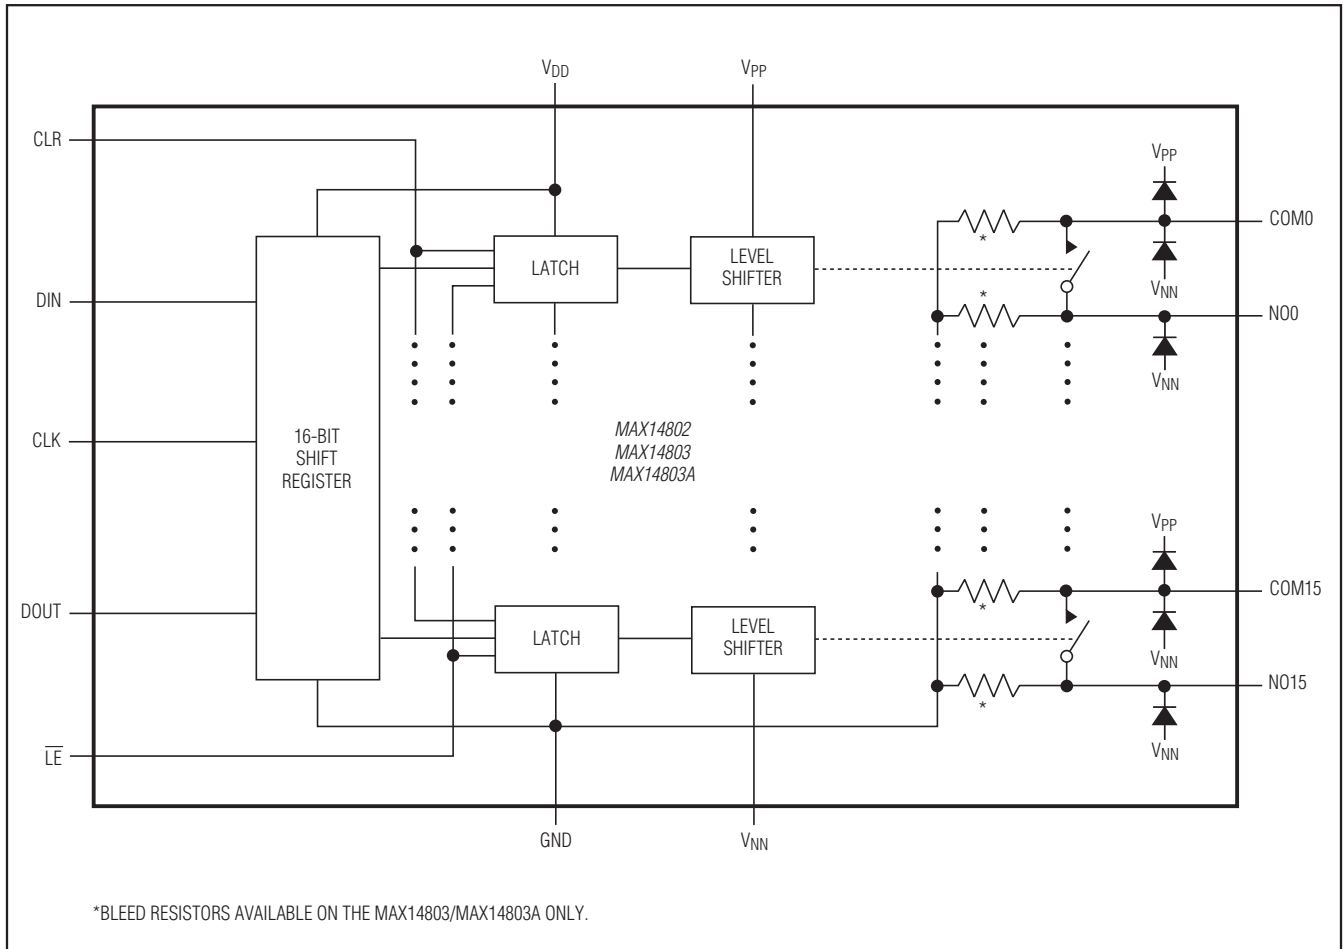 VDD
VPP
CLR
VPP
COM0
LATCH
LEVEL
SHIFTER
*
VNN
DIN
*
NO0
VNN
CLK
16-BIT
SHIFT
REGISTER
MAX14802
MAX14803
MAX14803A
VPP
COM15
*
DOUT
LATCH
LEVEL
SHIFTER
VNN
NO15
*
VNN
L̅E̅
GND
VNN
*BLEED RESISTORS AVAILABLE ON THE MAX14803/MAX14803A ONLY.